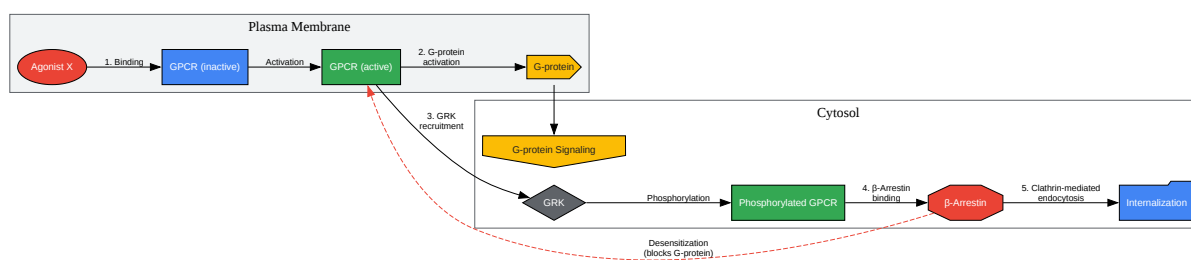 Plasma Membrane
Agonist X
1. Binding
GPCR (inactive)
Activation
GPCR (active)
2. G-protein
activation
G-protein
3. GRK
recruitment
Cytosol
G-protein Signaling
GRK
Phosphorylation
Phosphorylated GPCR
4. β-Arrestin
binding
β-Arrestin
5. Clathrin-mediated
endocytosis
Internalization
Desensitization
(blocks G-protein)